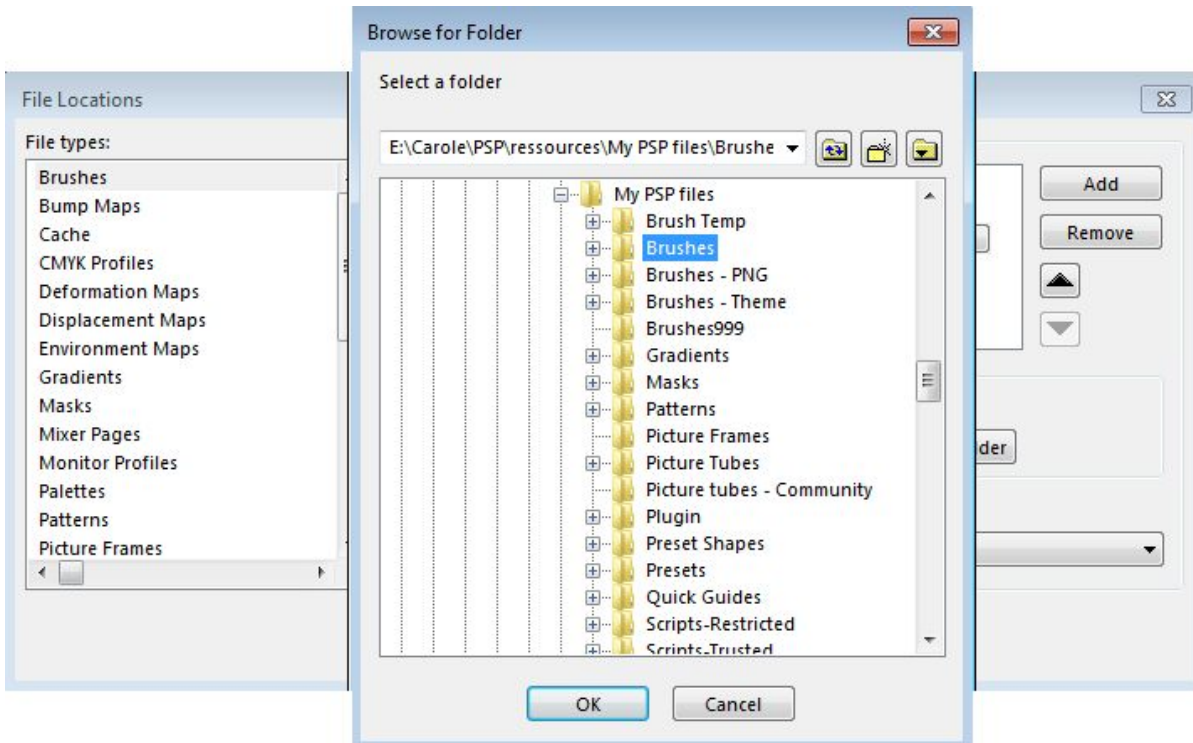 Browse for Folder
Select a folder
E:\Carole\PSP\ressources\My PSP files\Brushe
My PSP files
Brush Temp
Brushes
Brushes - PNG
Brushes - Theme
Brushes999
Gradients
Masks
Patterns
Picture Frames
Picture Tubes
Picture tubes - Community
Plugin
Preset Shapes
Presets
Quick Guides
Scripts-Restricted
Scripts-Trusted
OK
Cancel
File Locations
File types:
Brushes
Bump Maps
Cache
CMYK Profiles
Deformation Maps
Displacement Maps
Environment Maps
Gradients
Masks
Mixer Pages
Monitor Profiles
Palettes
Patterns
Picture Frames
Add
Remove
der